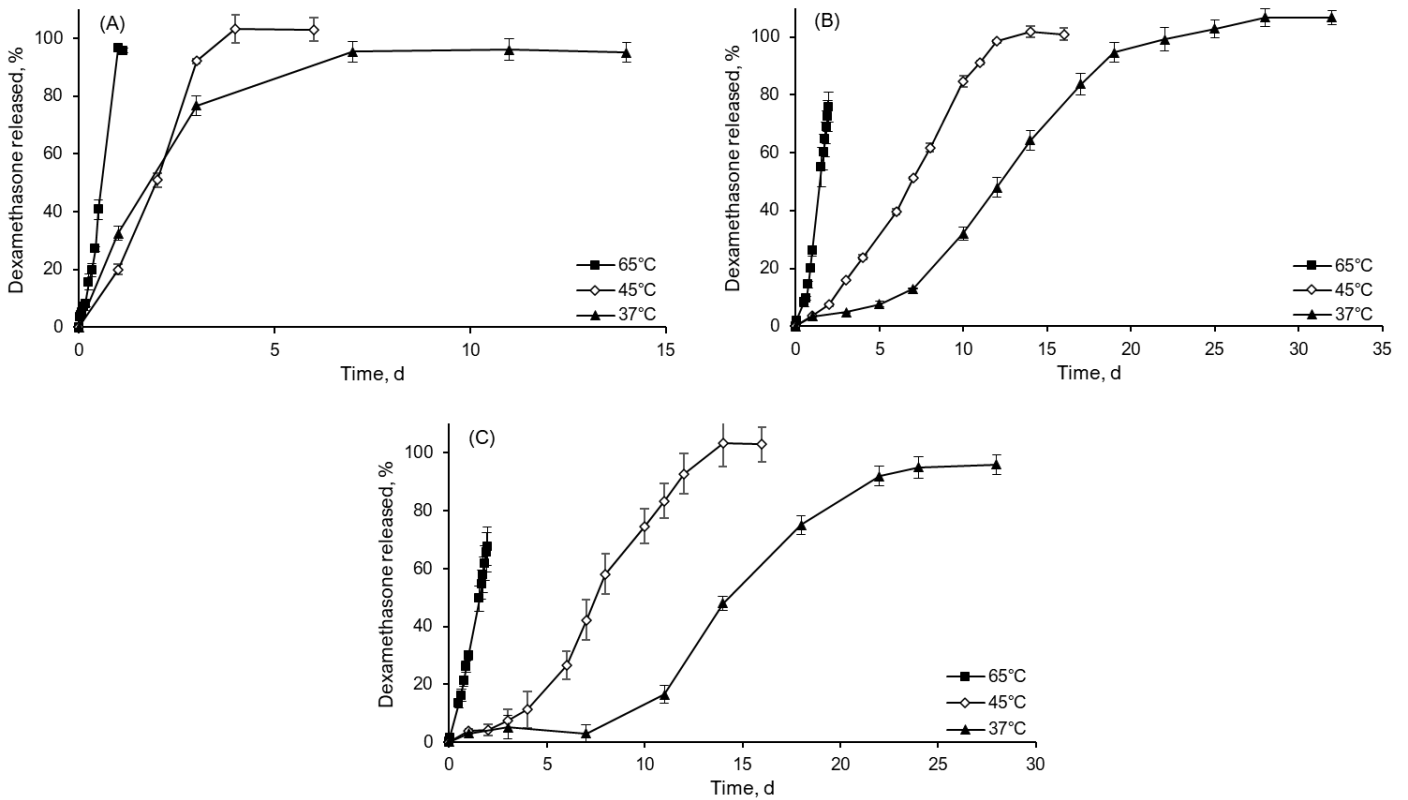 (A)
Dexamethasone released, %
100
80
60
40
20
0
0 5 10 15
Time, d
65°C
45°C
37°C
(B)
Dexamethasone released, %
100
80
60
40
20
0
0 5 10 15 20 25 30 35
Time, d
65°C
45°C
37°C
(C)
Dexamethasone released, %
100
80
60
40
20
0
0 5 10 15 20 25 30
Time, d
65°C
45°C
37°C